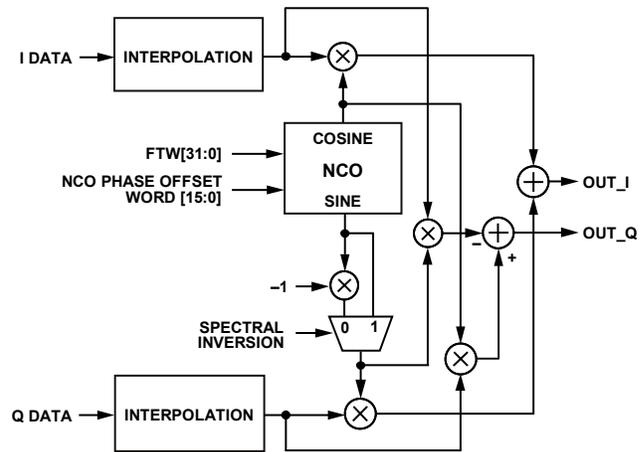 I DATA
INTERPOLATION
COSINE
FTW[31:0]
NCO
NCO PHASE OFFSET
WORD [15:0]
SINE
OUT_I
OUT_Q
–
+
–1
0 1
SPECTRAL
INVERSION
Q DATA
INTERPOLATION